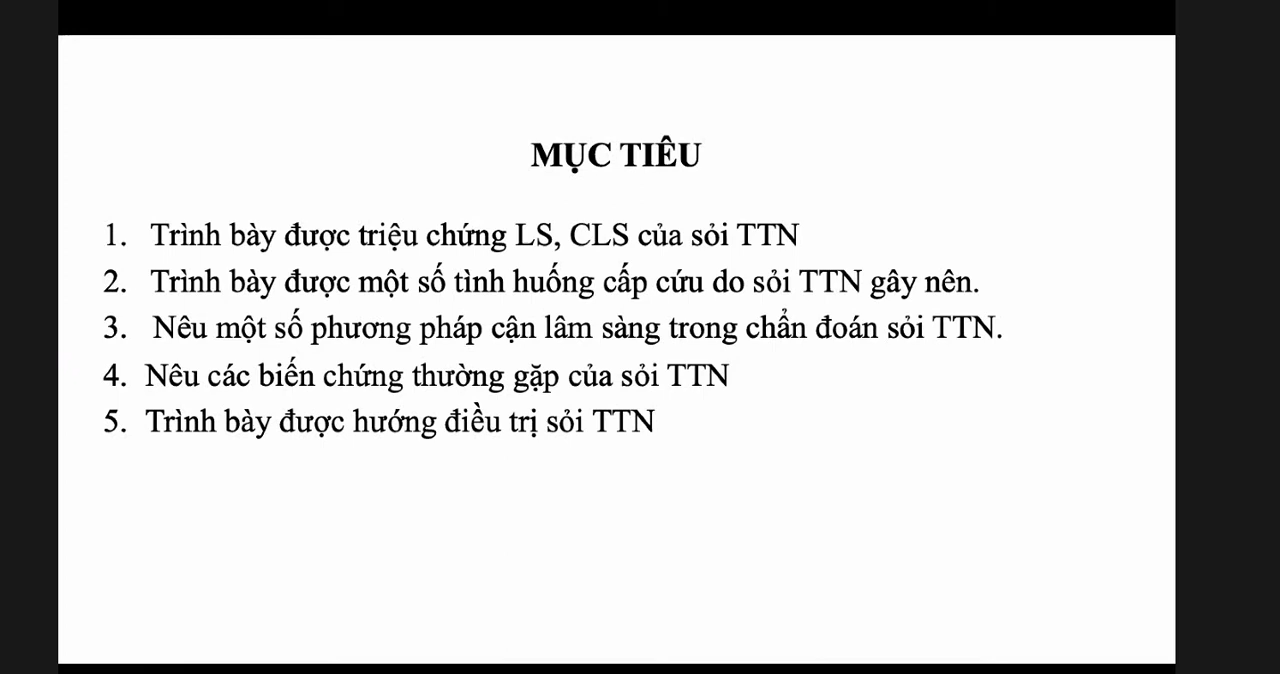 MỤC TIÊU
1. Trình bày được triệu chứng LS, CLS của sỏi TTN
2. Trình bày được một số tình huống cấp cứu do sỏi TTN gây nên.
3. Nêu một số phương pháp cận lâm sàng trong chẩn đoán sỏi TTN.
4. Nêu các biến chứng thường gặp của sỏi TTN
5. Trình bày được hướng điều trị sỏi TTN